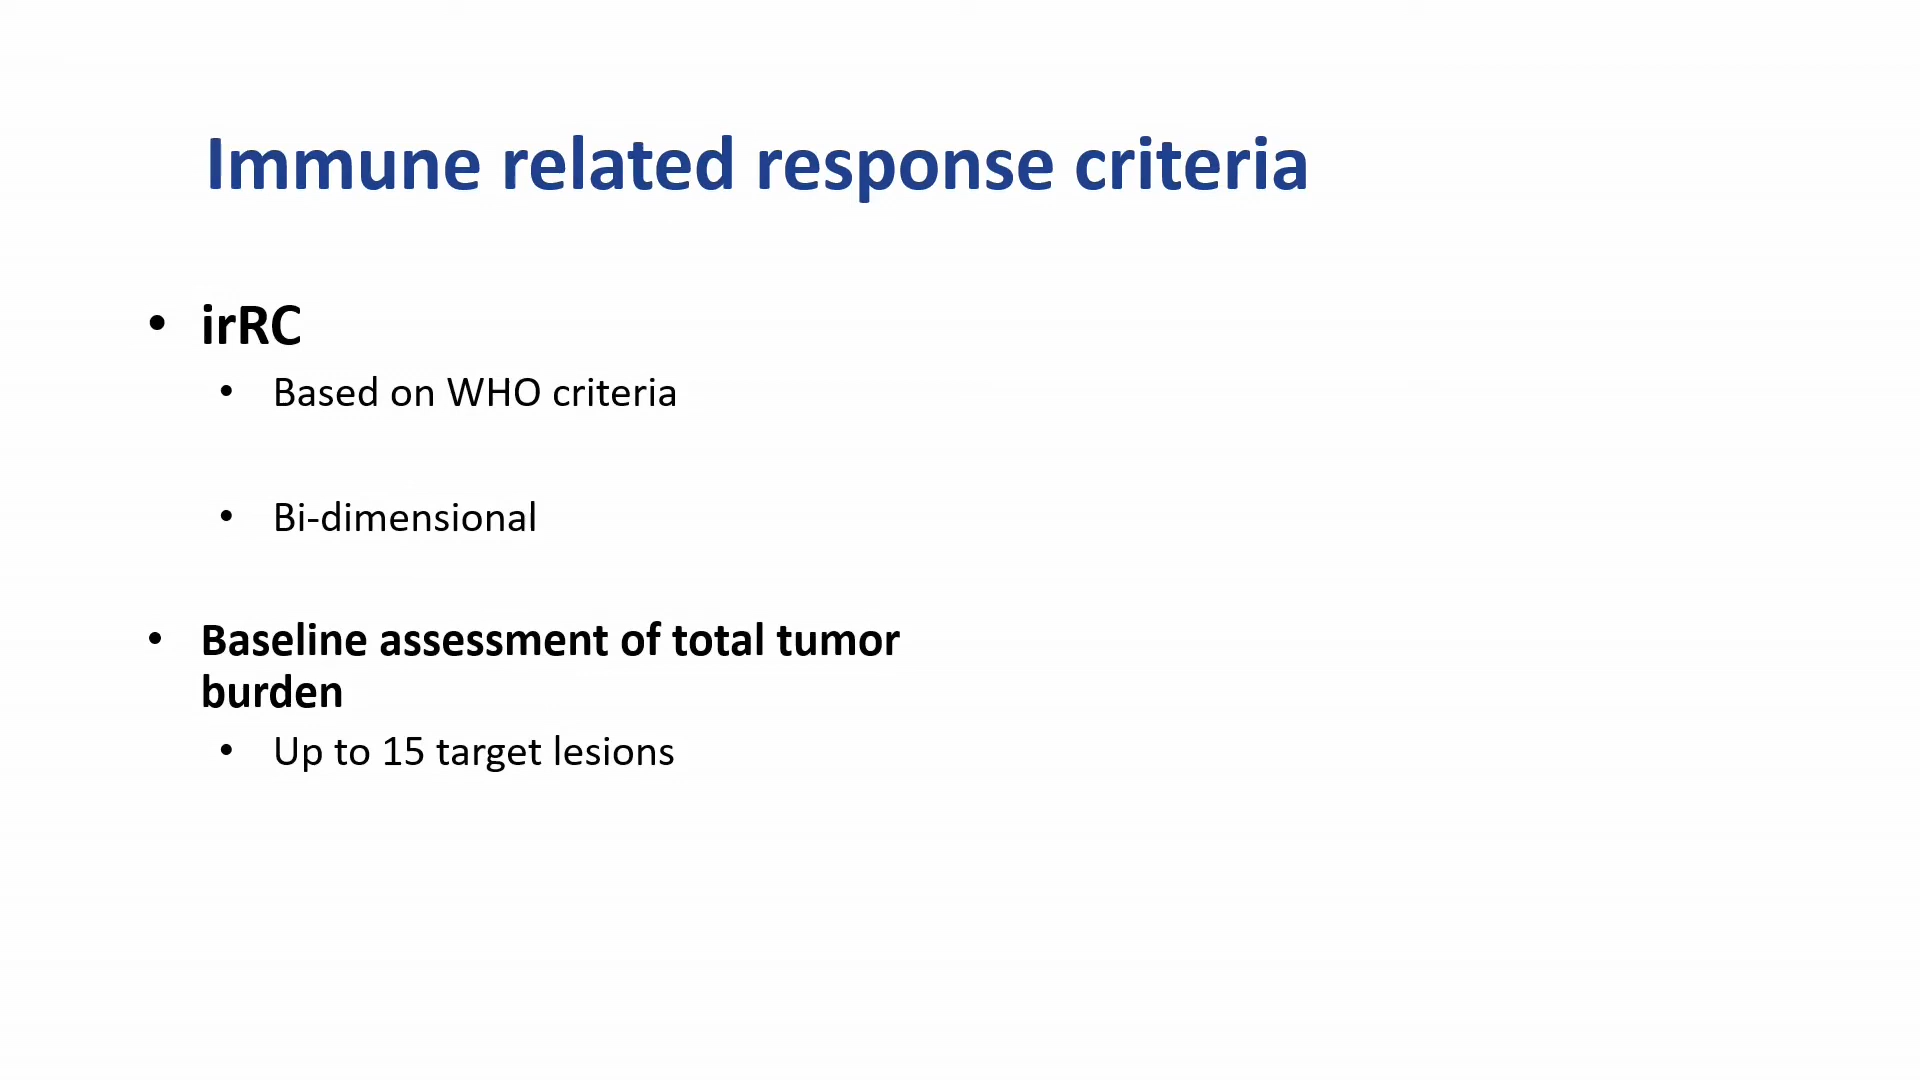 Immune related response criteria
• irRC
• Based on WHO criteria
• Bi-dimensional
• Baseline assessment of total tumor
burden
• Up to 15 target lesions